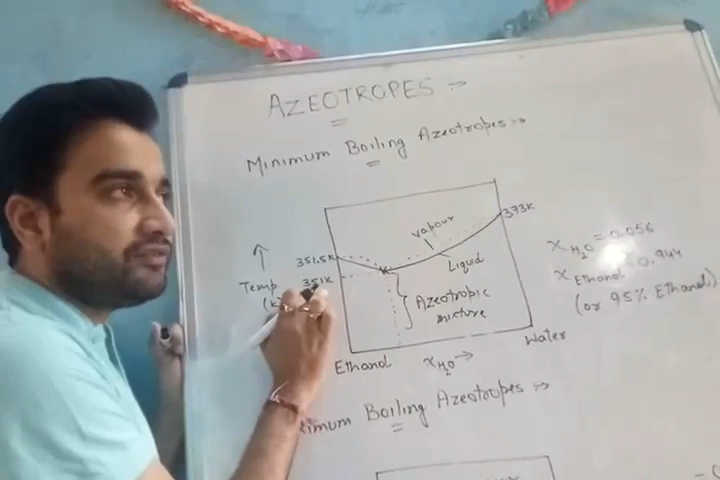 AZEOTROPES :→
Minimum Boiling Azeotropes :→
373K
vapour
Liquid
351.5K
351K
Temp
(K)
Azeotropic
mixture
Ethanol
x H₂O →
Water
x H₂O = 0.056
x Ethanol = 0.944
(or 95% Ethanol)
Boiling Azeotropes :→